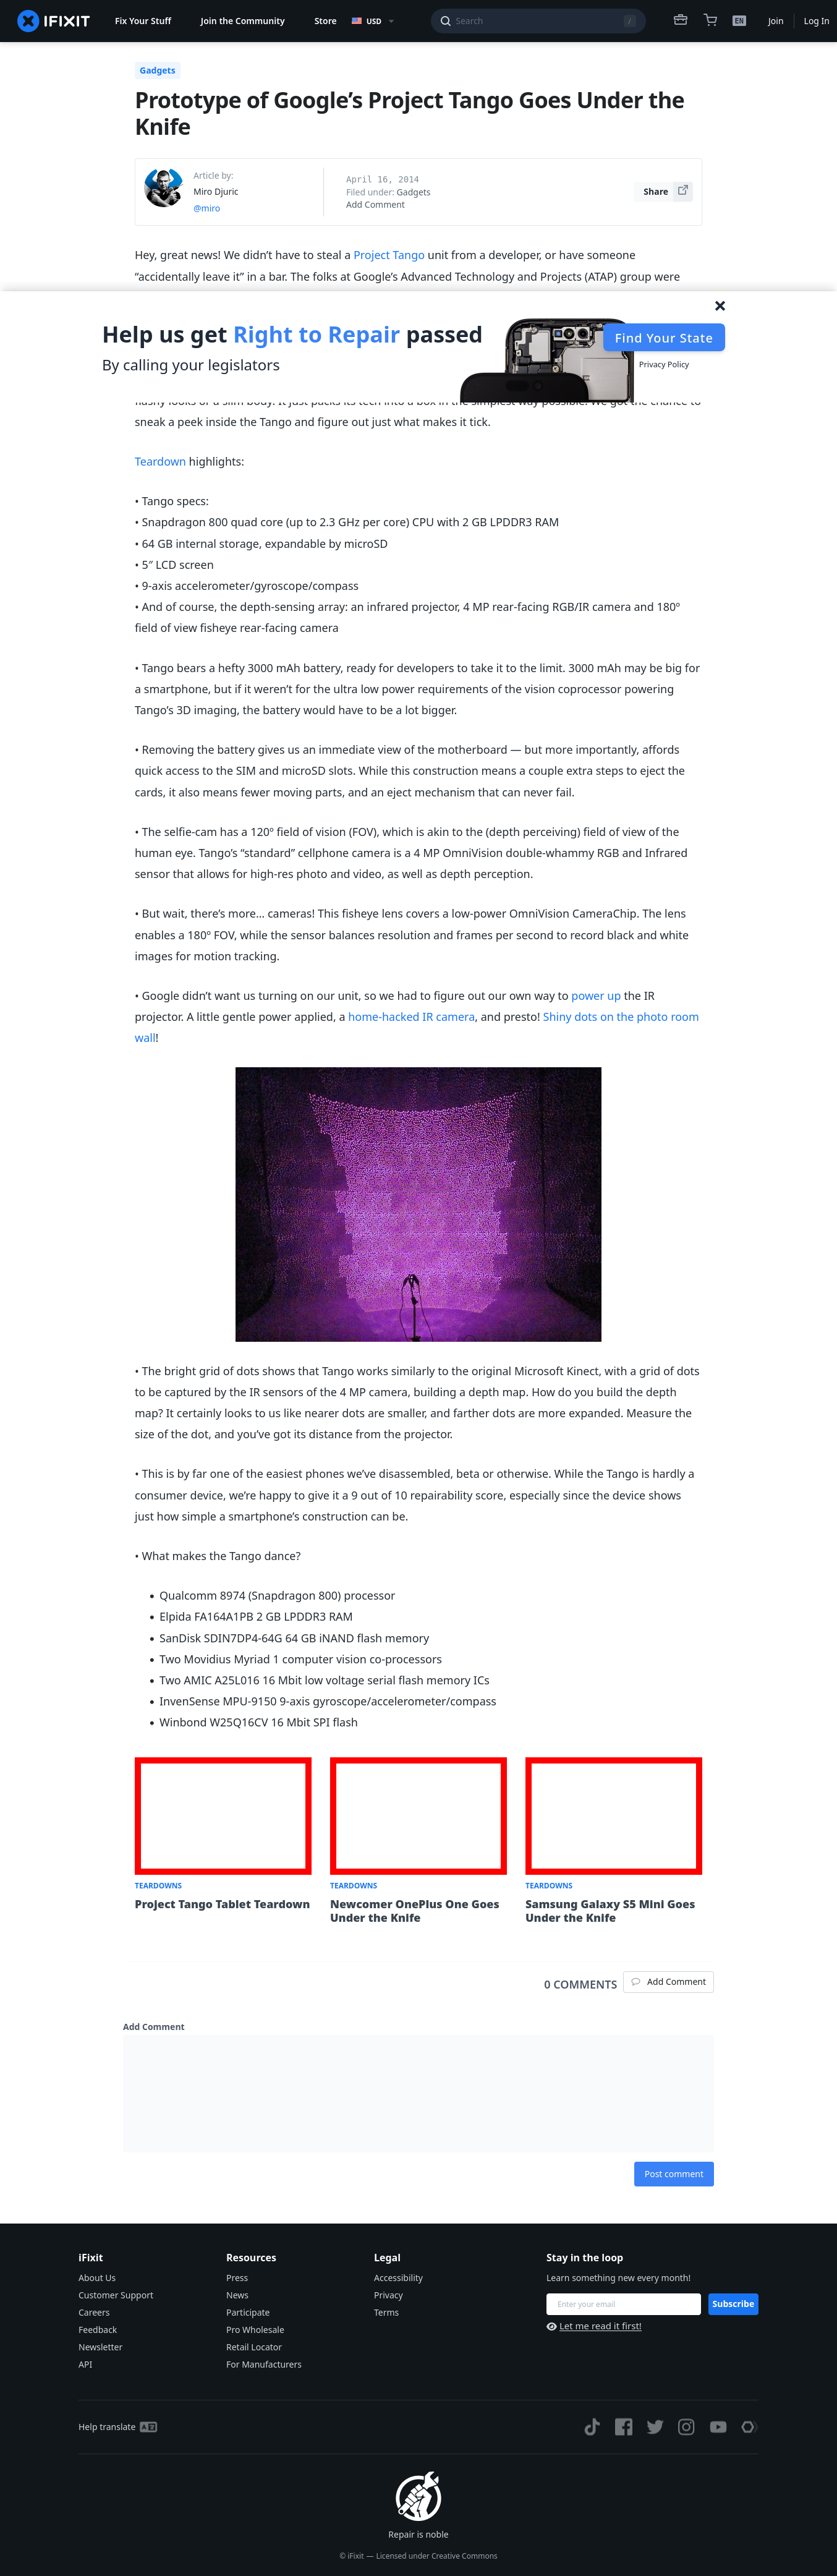 IFIXIT Fix Your Stuff Join the Community Store USD Search / EN Join Log In
Gadgets
Prototype of Google’s Project Tango Goes Under the
Knife
Article by:
Miro Djuric
@miro
April 16, 2014
Filed under: Gadgets
Add Comment
Share
Hey, great news! We didn’t have to steal a Project Tango unit from a developer, or have someone
“accidentally leave it” in a bar. The folks at Google’s Advanced Technology and Projects (ATAP) group were
Help us get Right to Repair passed
By calling your legislators
Find Your State
Privacy Policy
flashy looks or a slim body. It just packs its tech into a box in the simplest way possible. We got the chance to
sneak a peek inside the Tango and figure out just what makes it tick.
Teardown highlights:
• Tango specs:
• Snapdragon 800 quad core (up to 2.3 GHz per core) CPU with 2 GB LPDDR3 RAM
• 64 GB internal storage, expandable by microSD
• 5″ LCD screen
• 9-axis accelerometer/gyroscope/compass
• And of course, the depth-sensing array: an infrared projector, 4 MP rear-facing RGB/IR camera and 180º
field of view fisheye rear-facing camera
• Tango bears a hefty 3000 mAh battery, ready for developers to take it to the limit. 3000 mAh may be big for
a smartphone, but if it weren’t for the ultra low power requirements of the vision coprocessor powering
Tango’s 3D imaging, the battery would have to be a lot bigger.
• Removing the battery gives us an immediate view of the motherboard — but more importantly, affords
quick access to the SIM and microSD slots. While this construction means a couple extra steps to eject the
cards, it also means fewer moving parts, and an eject mechanism that can never fail.
• The selfie-cam has a 120º field of vision (FOV), which is akin to the (depth perceiving) field of view of the
human eye. Tango’s “standard” cellphone camera is a 4 MP OmniVision double-whammy RGB and Infrared
sensor that allows for high-res photo and video, as well as depth perception.
• But wait, there’s more… cameras! This fisheye lens covers a low-power OmniVision CameraChip. The lens
enables a 180º FOV, while the sensor balances resolution and frames per second to record black and white
images for motion tracking.
• Google didn’t want us turning on our unit, so we had to figure out our own way to power up the IR
projector. A little gentle power applied, a home-hacked IR camera, and presto! Shiny dots on the photo room
wall!
• The bright grid of dots shows that Tango works similarly to the original Microsoft Kinect, with a grid of dots
to be captured by the IR sensors of the 4 MP camera, building a depth map. How do you build the depth
map? It certainly looks to us like nearer dots are smaller, and farther dots are more expanded. Measure the
size of the dot, and you’ve got its distance from the projector.
• This is by far one of the easiest phones we’ve disassembled, beta or otherwise. While the Tango is hardly a
consumer device, we’re happy to give it a 9 out of 10 repairability score, especially since the device shows
just how simple a smartphone’s construction can be.
• What makes the Tango dance?
• Qualcomm 8974 (Snapdragon 800) processor
• Elpida FA164A1PB 2 GB LPDDR3 RAM
• SanDisk SDIN7DP4-64G 64 GB iNAND flash memory
• Two Movidius Myriad 1 computer vision co-processors
• Two AMIC A25L016 16 Mbit low voltage serial flash memory ICs
• InvenSense MPU-9150 9-axis gyroscope/accelerometer/compass
• Winbond W25Q16CV 16 Mbit SPI flash
TEARDOWNS
Project Tango Tablet Teardown
TEARDOWNS
Newcomer OnePlus One Goes
Under the Knife
TEARDOWNS
Samsung Galaxy S5 Mini Goes
Under the Knife
0 COMMENTS Add Comment
Add Comment
Post comment
iFixit
About Us
Customer Support
Careers
Feedback
Newsletter
API
Resources
Press
News
Participate
Pro Wholesale
Retail Locator
For Manufacturers
Legal
Accessibility
Privacy
Terms
Stay in the loop
Learn something new every month!
Enter your email Subscribe
Let me read it first!
Help translate
Repair is noble
© iFixit — Licensed under Creative Commons